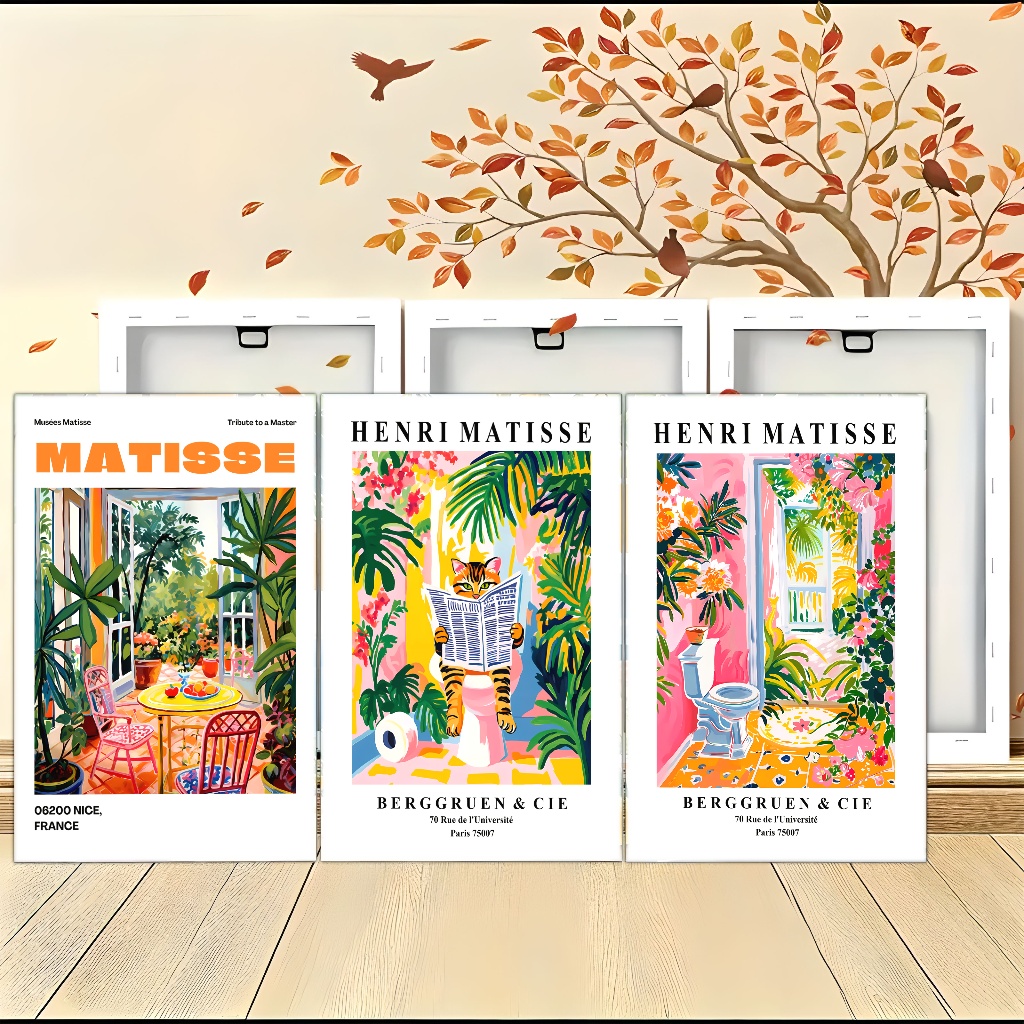 Musées Matisse
Tribute to a Master
MATISSE
06200 NICE,
FRANCE
HENRI MATISSE
BERGGRUEN & CIE
70 Rue de l'Université
Paris 75007
HENRI MATISSE
BERGGRUEN & CIE
70 Rue de l'Université
Paris 75007